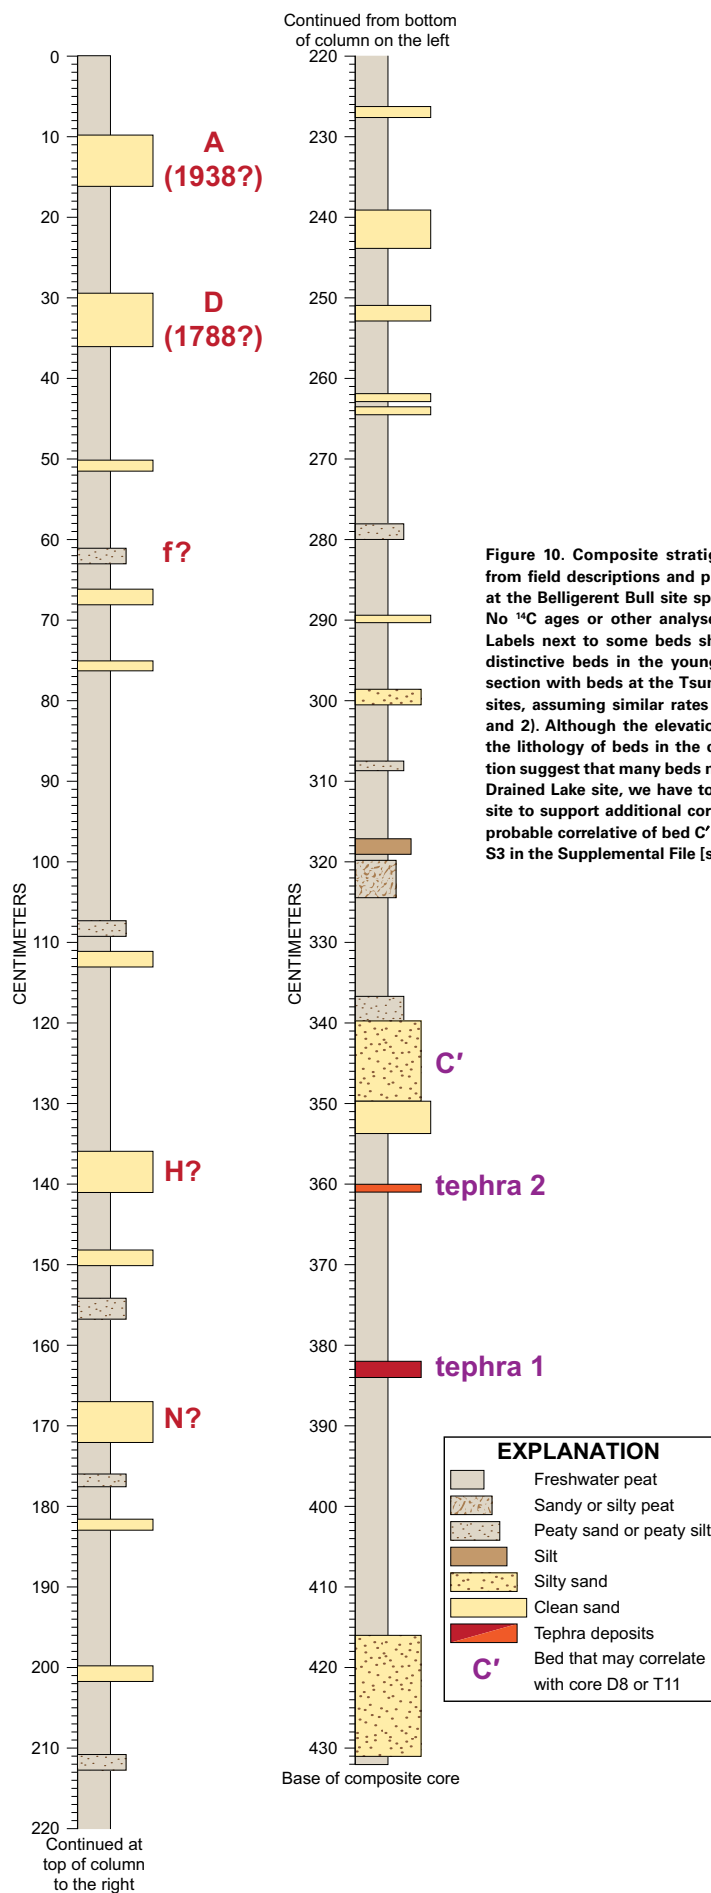 Continued from bottom
of column on the left
0
10
20
30
40
50
60
70
80
90
100
110
120
130
140
150
160
170
180
190
200
210
220
CENTIMETERS
A
(1938?)
D
(1788?)
f?
H?
N?
Continued at
top of column
to the right
220
230
240
250
260
270
280
290
300
310
320
330
340
350
360
370
380
390
400
410
420
430
CENTIMETERS
C′
tephra 2
tephra 1
Base of composite core
Figure 10. Composite
from field descriptions and
at the Belligerent Bull site
No ¹⁴C ages or other
Labels next to some beds
distinctive beds in the
section with beds at the
sites, assuming similar rates
and 2). Although the
the lithology of beds in the
tion suggest that many beds
Drained Lake site, we have to
site to support additional
probable correlative of bed C′
S3 in the Supplemental File
EXPLANATION
Freshwater peat
Sandy or silty peat
Peaty sand or peaty silt
Silt
Silty sand
Clean sand
Tephra deposits
C′ Bed that may correlate
with core D8 or T11